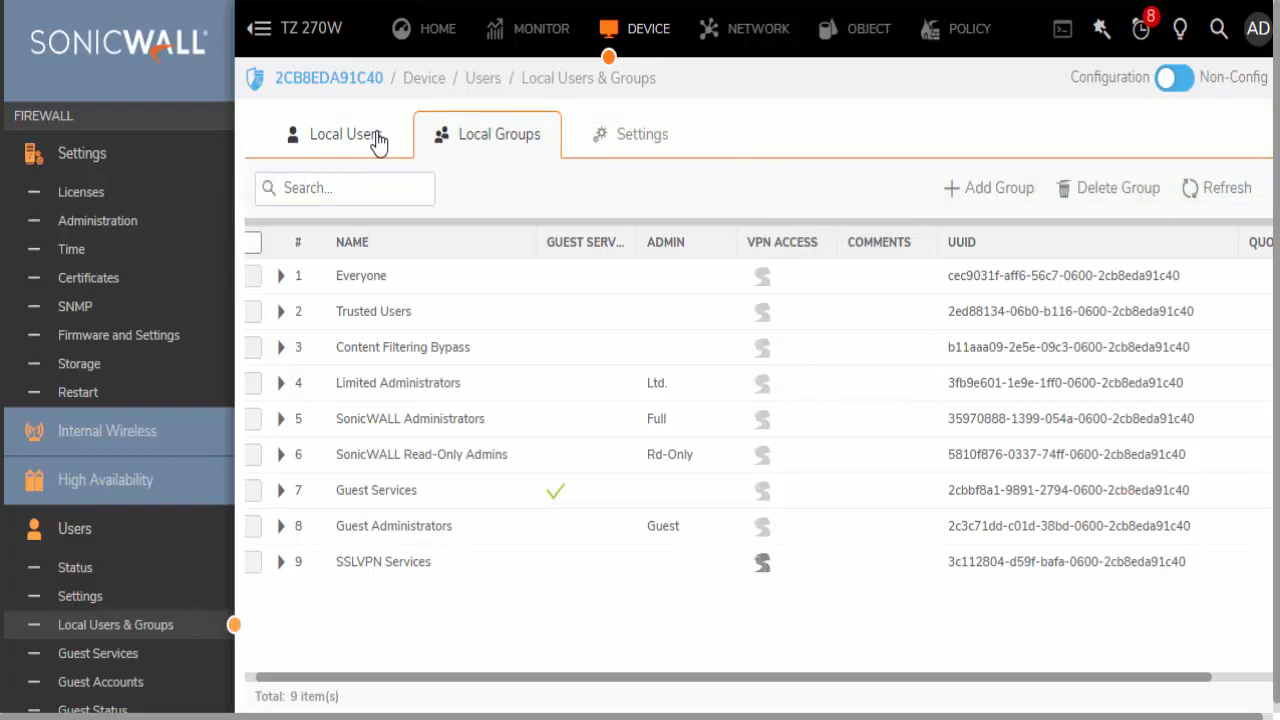 SONICWALL
TZ 270W
HOME
MONITOR
DEVICE
NETWORK
OBJECT
POLICY
8
AD
2CB8EDA91C40 / Device / Users / Local Users & Groups
Configuration
Non-Config
FIREWALL
Settings
Licenses
Administration
Time
Certificates
SNMP
Firmware and Settings
Storage
Restart
Internal Wireless
High Availability
Users
Status
Settings
Local Users & Groups
Guest Services
Guest Accounts
Guest Status
Local Users
Local Groups
Settings
Search...
Add Group
Delete Group
Refresh
# NAME GUEST SERV... ADMIN VPN ACCESS COMMENTS UUID QUO
1 Everyone cec9031f-aff6-56c7-0600-2cb8eda91c40
2 Trusted Users 2ed88134-06b0-b116-0600-2cb8eda91c40
3 Content Filtering Bypass b11aaa09-2e5e-09c3-0600-2cb8eda91c40
4 Limited Administrators Ltd. 3fb9e601-1e9e-1ff0-0600-2cb8eda91c40
5 SonicWALL Administrators Full 35970888-1399-054a-0600-2cb8eda91c40
6 SonicWALL Read-Only Admins Rd-Only 5810f876-0337-74ff-0600-2cb8eda91c40
7 Guest Services 2cbbf8a1-9891-2794-0600-2cb8eda91c40
8 Guest Administrators Guest 2c3c71dd-c01d-38bd-0600-2cb8eda91c40
9 SSLVPN Services 3c112804-d59f-bafa-0600-2cb8eda91c40
Total: 9 item(s)